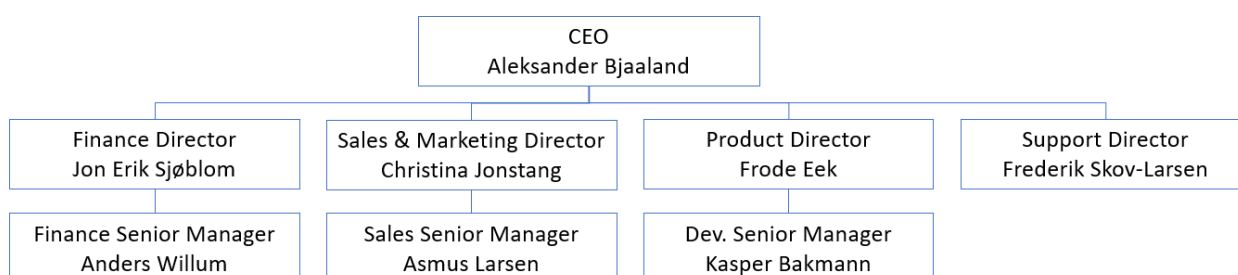 CEO
Aleksander Bjaaland
Finance Director
Jon Erik Sjøblom
Sales & Marketing Director
Christina Jonstang
Product Director
Frode Eek
Support Director
Frederik Skov-Larsen
Finance Senior Manager
Anders Willum
Sales Senior Manager
Asmus Larsen
Dev. Senior Manager
Kasper Bakmann